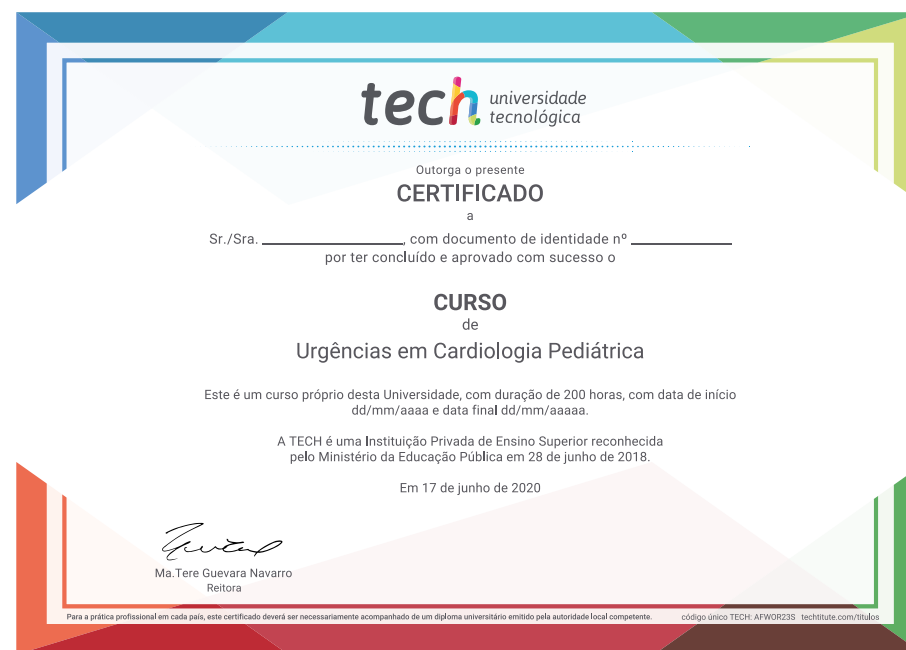 tech universidade
tecnológica
Outorga o presente
CERTIFICADO
a
Sr./Sra. ________________, com documento de identidade nº ____________
por ter concluído e aprovado com sucesso o
CURSO
de
Urgências em Cardiologia Pediátrica
Este é um curso próprio desta Universidade, com duração de 200 horas, com data de início
dd/mm/aaaa e data final dd/mm/aaaaa.
A TECH é uma Instituição Privada de Ensino Superior reconhecida
pelo Ministério da Educação Pública em 28 de junho de 2018.
Em 17 de junho de 2020
Ma.Tere Guevara Navarro
Reitora
Para a prática profissional em cada país, este certificado deverá ser necessariamente acompanhado de um diploma universitário emitido pela autoridade local competente. código único TECH: AFWOR23S techtitute.com/titulos